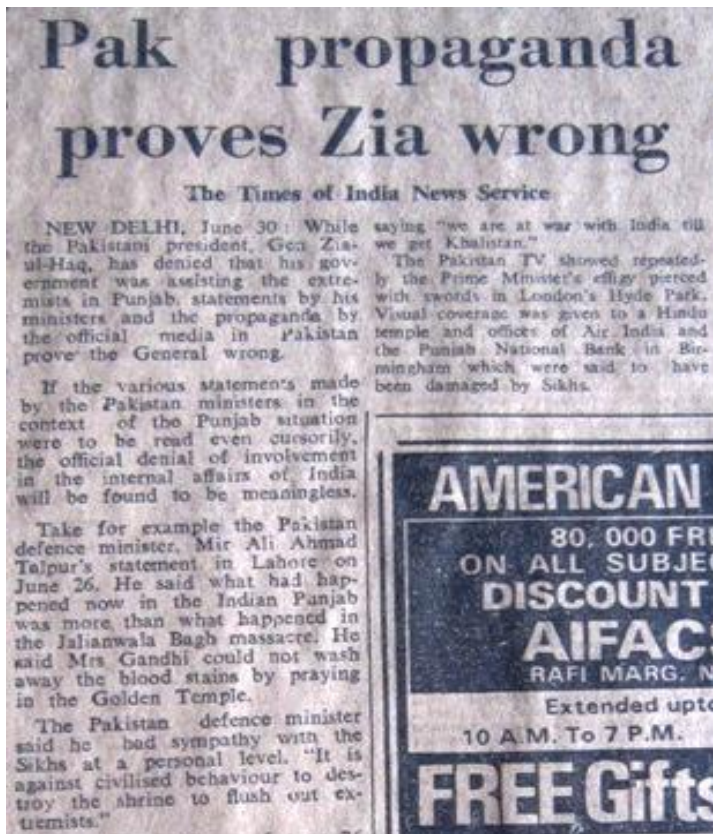 Pak propaganda
proves Zia wrong
The Times of India News Service
NEW DELHI, June 30 : While
the Pakistani president, Gen Zia-
ul-Haq, has denied that his gov-
ernment was assisting the extre-
mists in Punjab, statements by his
ministers and the propaganda by
the official media in Pakistan
prove the General wrong.
If the various statements made
by the Pakistan ministers in the
context of the Punjab situation
were to be read even cursorily,
the official denial of involvement
in the internal affairs of India
will be found to be meaningless.
Take for example the Pakistan
defence minister, Mir Ali Ahmad
Talpur's statement in Lahore on
June 26. He said what had hap-
pened now in the Indian Punjab
was more than what happened in
the Jalianwala Bagh massacre. He
said Mrs Gandhi could not wash
away the blood stains by praying
in the Golden Temple.
The Pakistan defence minister
said he had sympathy with the
Sikhs at a personal level. "It is
against civilised behaviour to des-
troy the shrine to flush out ex-
tremists."
saying "we are at war with India till
we get Khalistan."
The Pakistan TV showed repeated-
ly the Prime Minister's effigy pierced
with swords in London's Hyde Park.
Visual coverage was given to a Hindu
temple and offices of Air India and
the Punjab National Bank in Bir-
mingham which were said to have
been damaged by Sikhs.
AMERICAN
80,000 FR
ON ALL SUBJE
DISCOUNT
AIFACS
RAFI MARG, N
Extended upto
10 A.M. To 7 P.M.
FREE Gifts